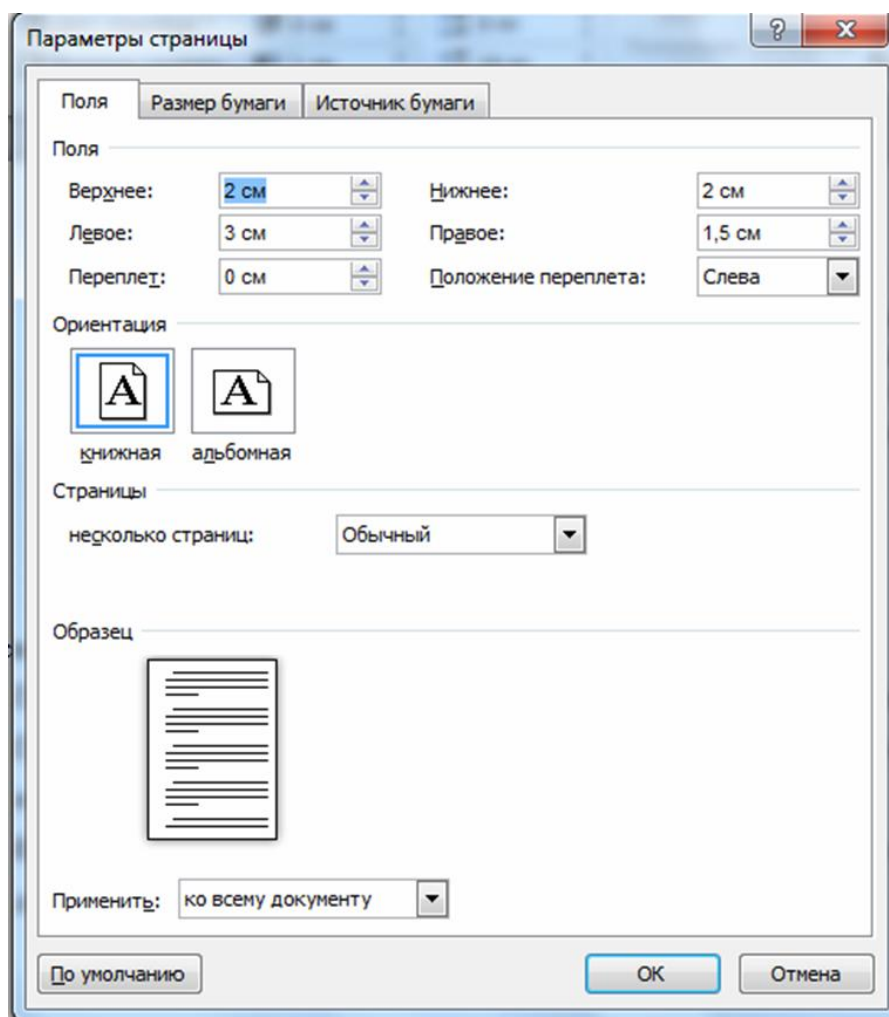 Параметры страницы
Поля Размер бумаги Источник бумаги
Поля
Верхнее: 2 см Нижнее: 2 см
Левое: 3 см Правое: 1,5 см
Переплет: 0 см Положение переплета: Слева
Ориентация
A A
книжная альбомная
Страницы
несколько страниц: Обычный
Образец
Применить: ко всему документу
По умолчанию ОК Отмена